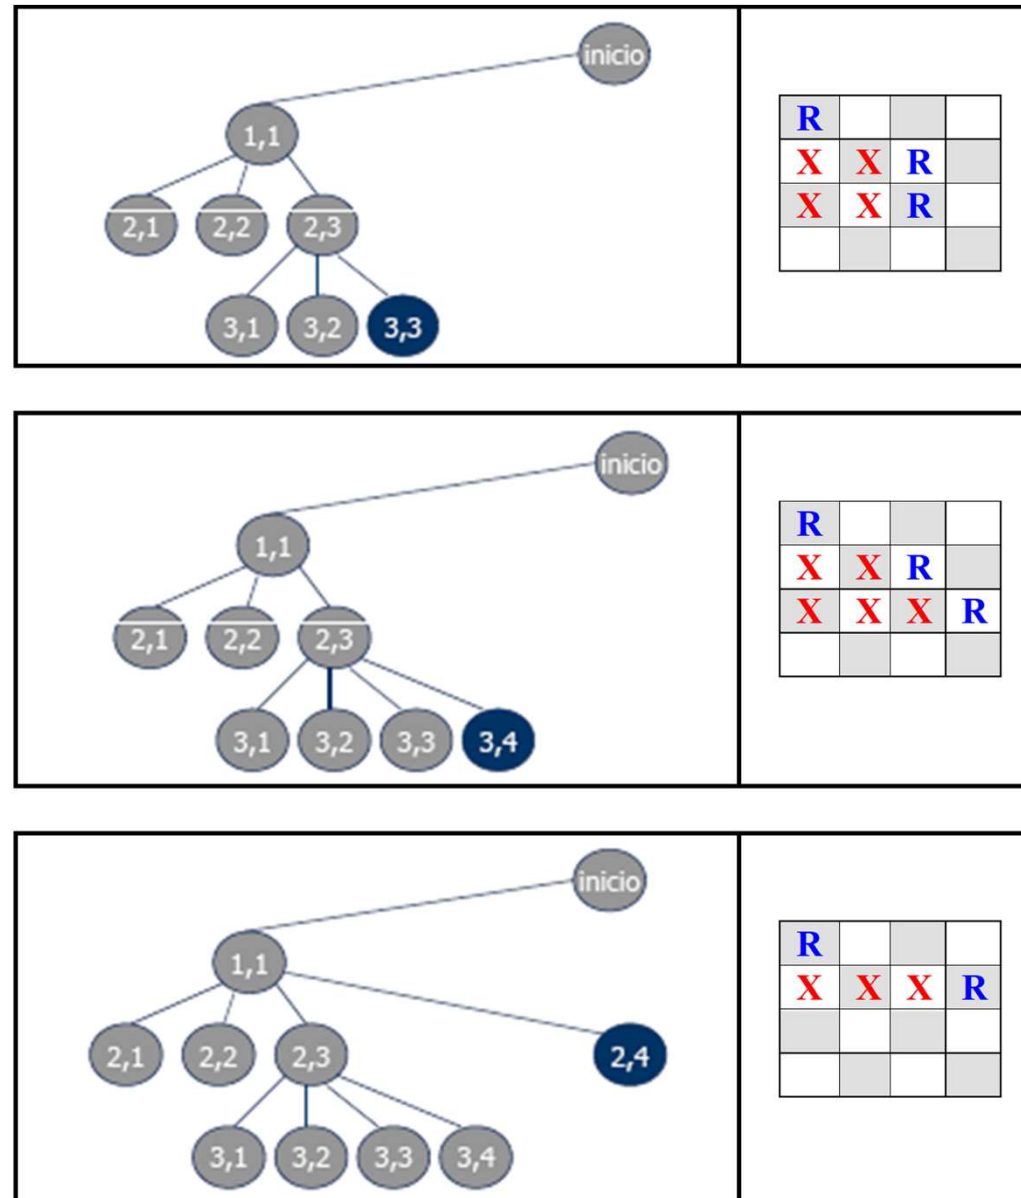 inicio
1,1
2,1 2,2 2,3
3,1 3,2 3,3
R
X X R
X X R
inicio
1,1
2,1 2,2 2,3
3,1 3,2 3,3 3,4
R
X X R
X X X R
inicio
1,1
2,1 2,2 2,3 2,4
3,1 3,2 3,3 3,4
R
X X X R